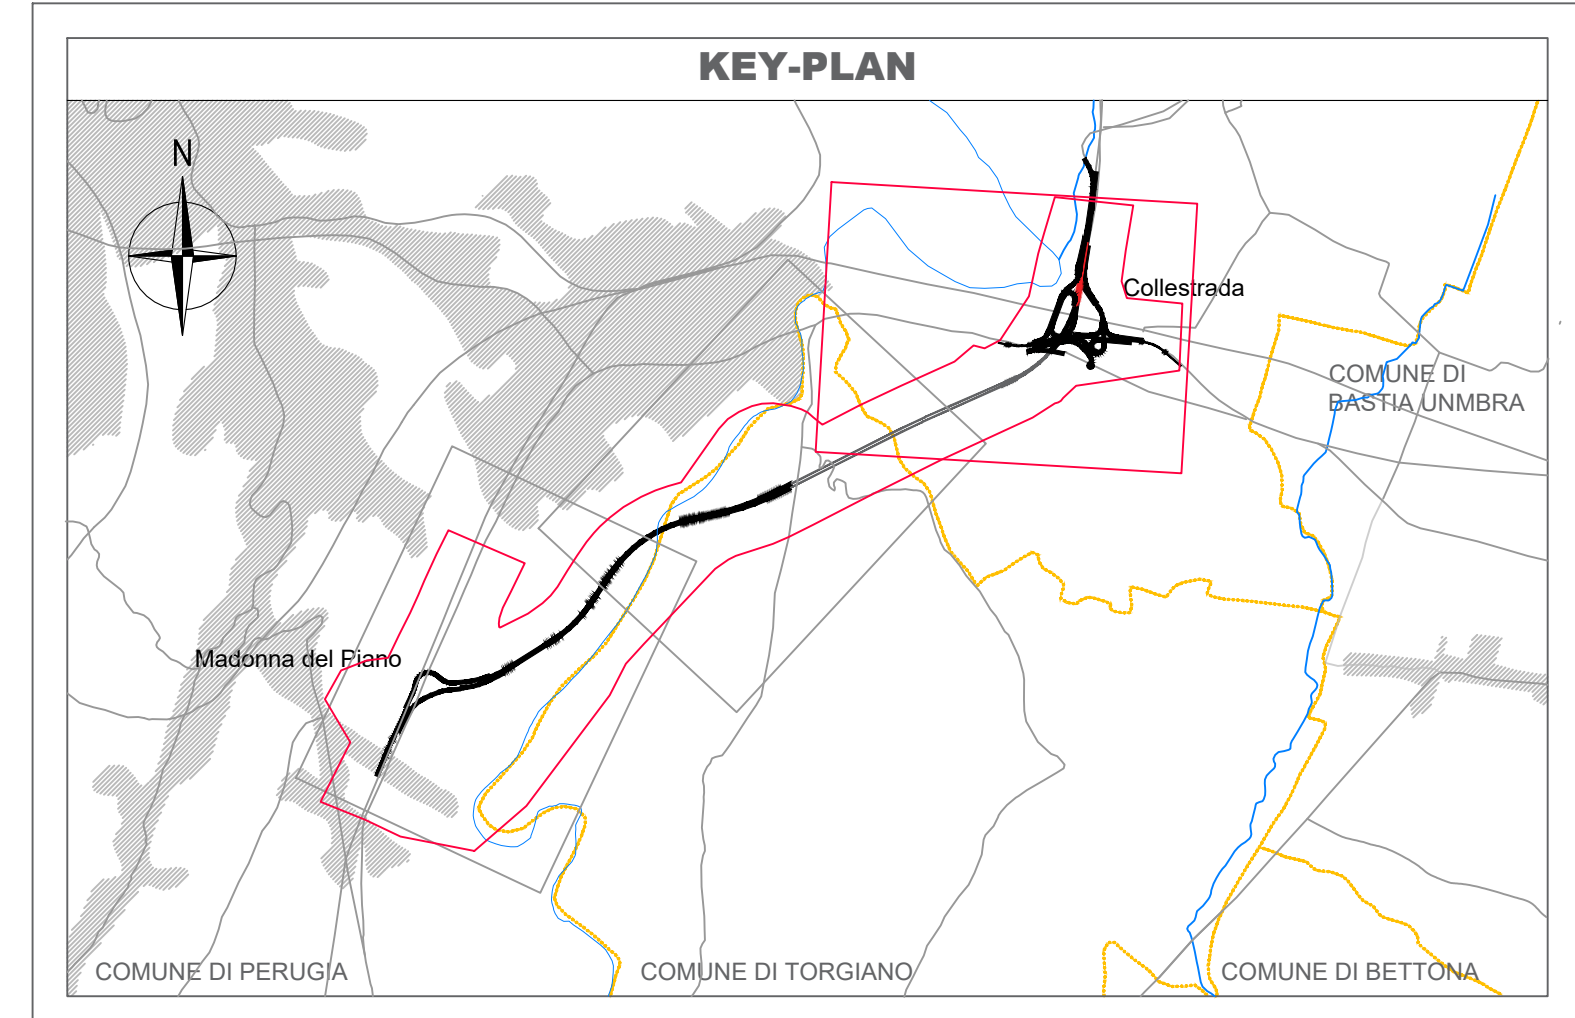 KEY-PLAN
N
Collestrada
COMUNE DI
BASTIA UNMBRA
Madonna del Piano
COMUNE DI PERUGIA
COMUNE DI TORGIANO
COMUNE DI BETTONA